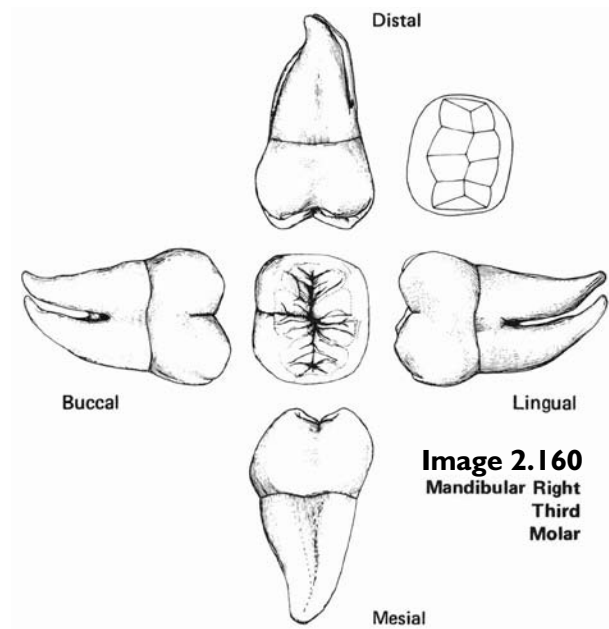 Distal
Buccal
Lingual
Image 2.160
Mandibular Right
Third
Molar
Mesial